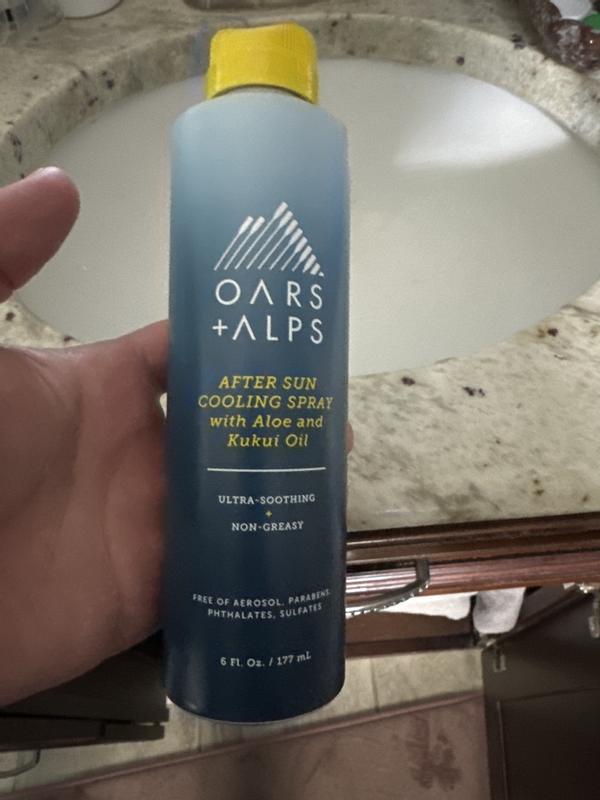 OARS
+ALPS
AFTER SUN
COOLING SPRAY
with Aloe and
Kukui Oil
ULTRA-SOOTHING
+
NON-GREASY
FREE OF AEROSOL, PARABENS,
PHTHALATES, SULFATES
6 Fl. Oz. / 177 mL